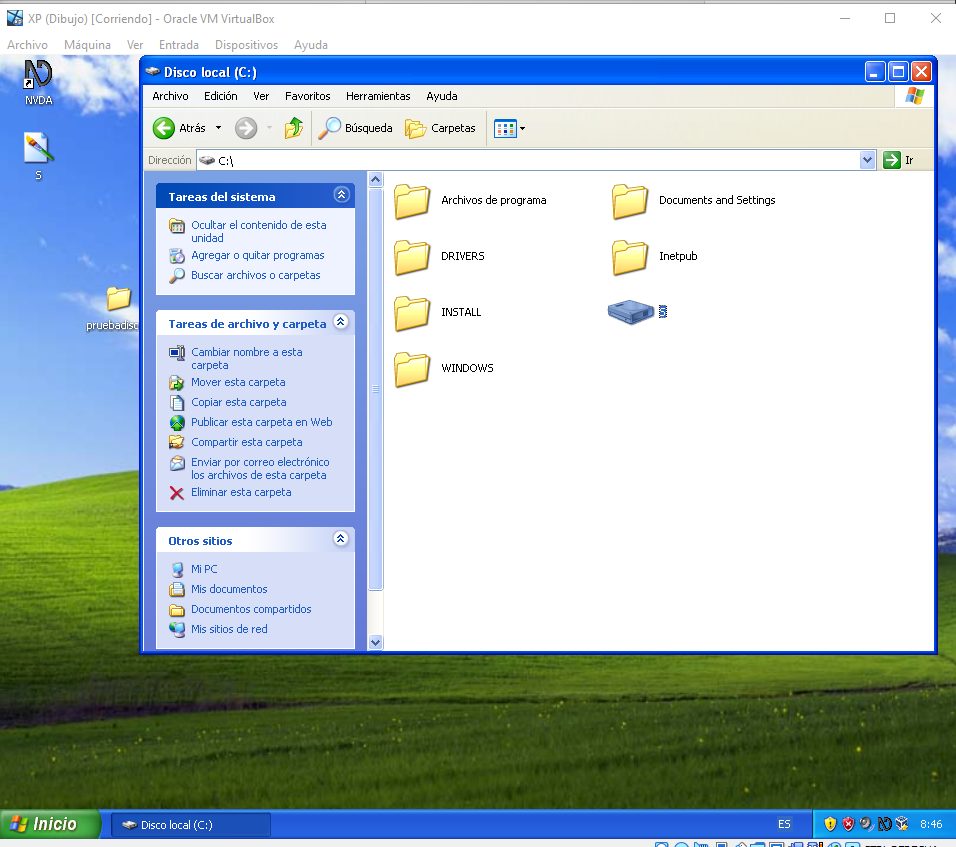 XP (Dibujo) [Corriendo] - Oracle VM VirtualBox
Archivo Máquina Ver Entrada Dispositivos Ayuda
NVDA
S
pruebadisc
Disco local (C:)
Archivo Edición Ver Favoritos Herramientas Ayuda
Atrás Búsqueda Carpetas
Dirección C:\ Ir
Tareas del sistema
Ocultar el contenido de esta
unidad
Agregar o quitar programas
Buscar archivos o carpetas
Tareas de archivo y carpeta
Cambiar nombre a esta
carpeta
Mover esta carpeta
Copiar esta carpeta
Publicar esta carpeta en Web
Compartir esta carpeta
Enviar por correo electrónico
los archivos de esta carpeta
Eliminar esta carpeta
Otros sitios
Mi PC
Mis documentos
Documentos compartidos
Mis sitios de red
Archivos de programa Documents and Settings
DRIVERS Inetpub
INSTALL
WINDOWS
Inicio Disco local (C:) ES 8:46